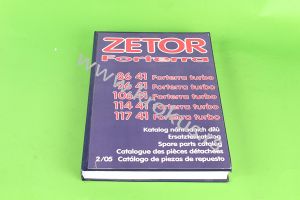 ZETOR
Forterra
86 41 Forterra turbo
96 41 Forterra turbo
106 41 Forterra turbo
114 41 Forterra turbo
117 41 Forterra turbo
Katalog náhradních dílů
Ersatzteilkatalog
Spare parts catalog
Catalogue des pièces détachées
2/05 Catálogo de piezas de repuesto